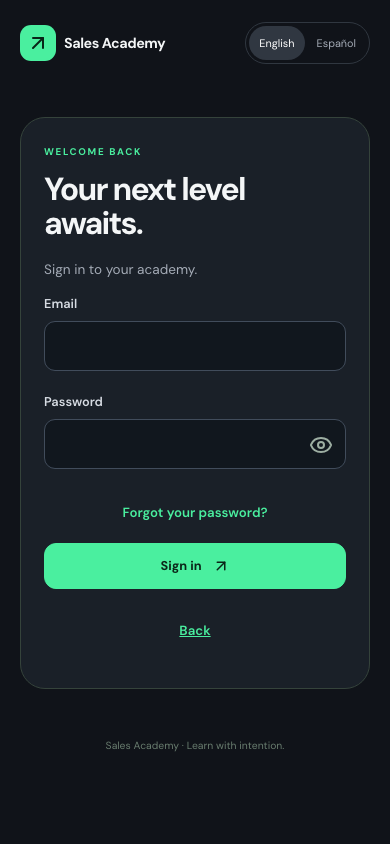 Sales Academy
English
Español
WELCOME BACK
Your next level
awaits.
Sign in to your academy.
Email
Password
Forgot your password?
Sign in
Back
Sales Academy · Learn with intention.